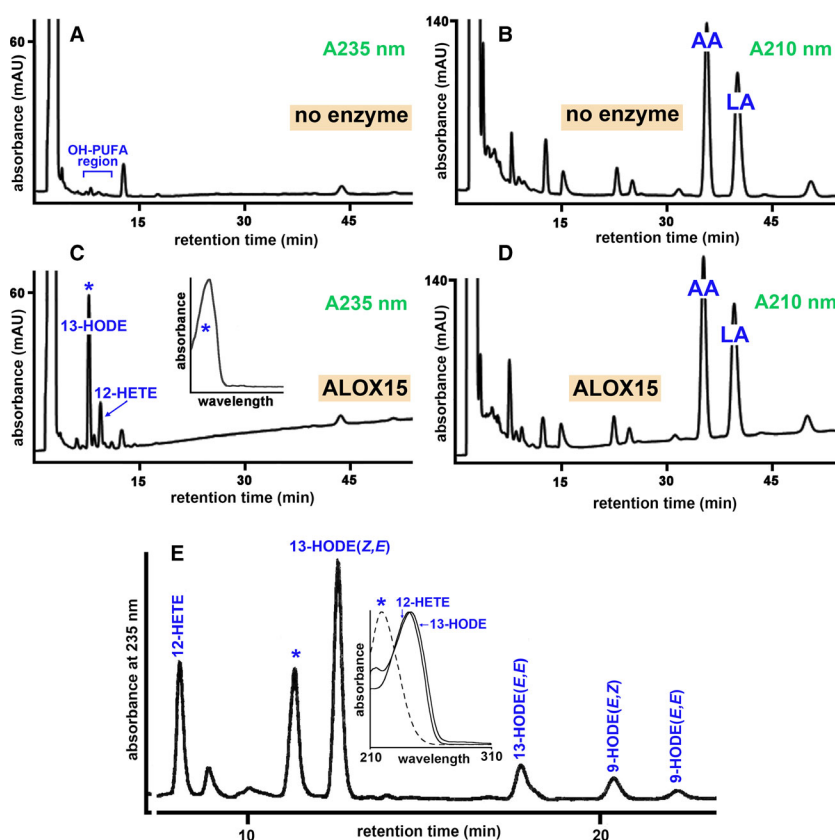 A
A235 nm
60
absorbance (mAU)
no enzyme
OH-PUFA
region
15
30
45
retention time (min)
B
A210 nm
140
absorbance (mAU)
AA
LA
no enzyme
15
30
45
retention time (min)
C
A235 nm
60
absorbance (mAU)
*
13-HODE
12-HETE
absorbance
*
wavelength
ALOX15
15
45
retention time (min)
D
A210 nm
140
absorbance (mAU)
AA
LA
ALOX15
15
45
retention time (min)
E
absorbance at 235 nm
12-HETE
*
13-HODE(Z,E)
absorbance
*
12-HETE
13-HODE
210
wavelength
310
13-HODE(E,E)
9-HODE(E,Z)
9-HODE(E,E)
10
retention time (min)
20